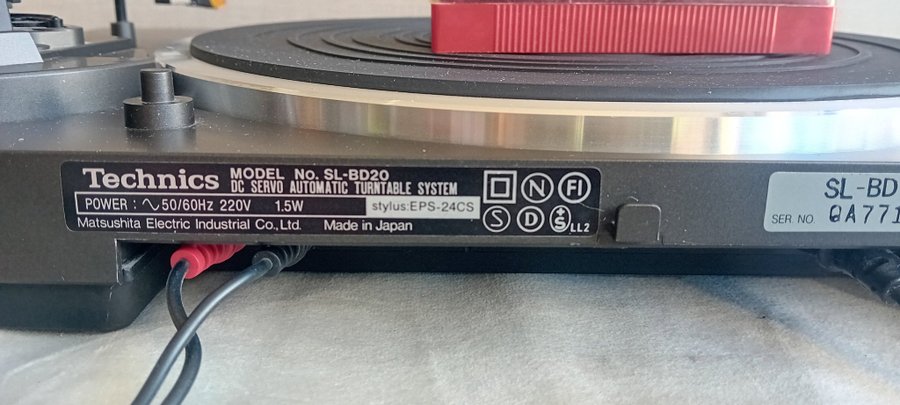 Technics MODEL No. SL-BD20
DC SERVO AUTOMATIC TURNTABLE SYSTEM
POWER : ∿ 50/60Hz 220V 1.5W stylus:EPS-24CS
Matsushita Electric Industrial Co., Ltd. Made in Japan
N FI
S D S LL2
SL-BD
SER. NO. QA771